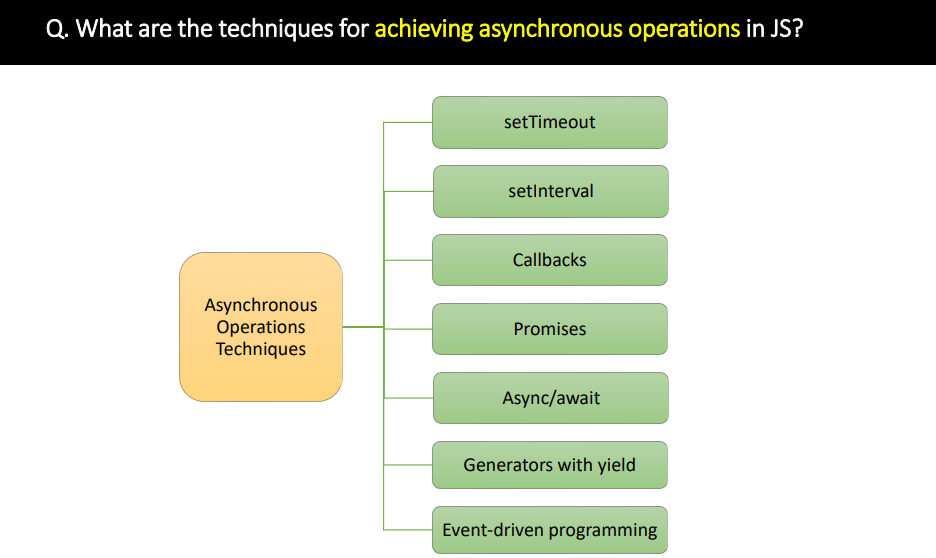 Q. What are the techniques for achieving asynchronous operations in JS?
setTimeout
setInterval
Callbacks
Asynchronous
Operations
Techniques
Promises
Async/await
Generators with yield
Event-driven programming